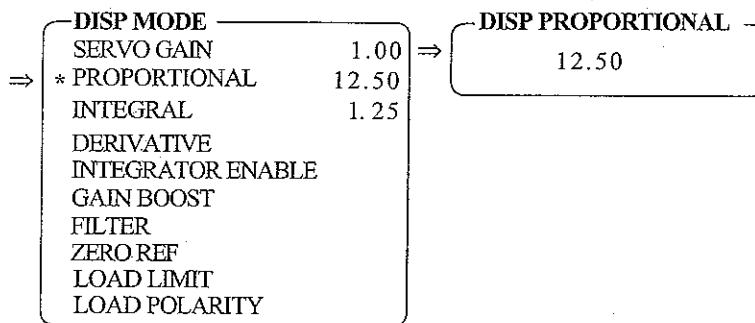 DISP MODE
SERVO GAIN 1.00
⇒ * PROPORTIONAL 12.50
INTEGRAL 1.25
DERIVATIVE
INTEGRATOR ENABLE
GAIN BOOST
FILTER
ZERO REF
LOAD LIMIT
LOAD POLARITY
⇒ DISP PROPORTIONAL
12.50